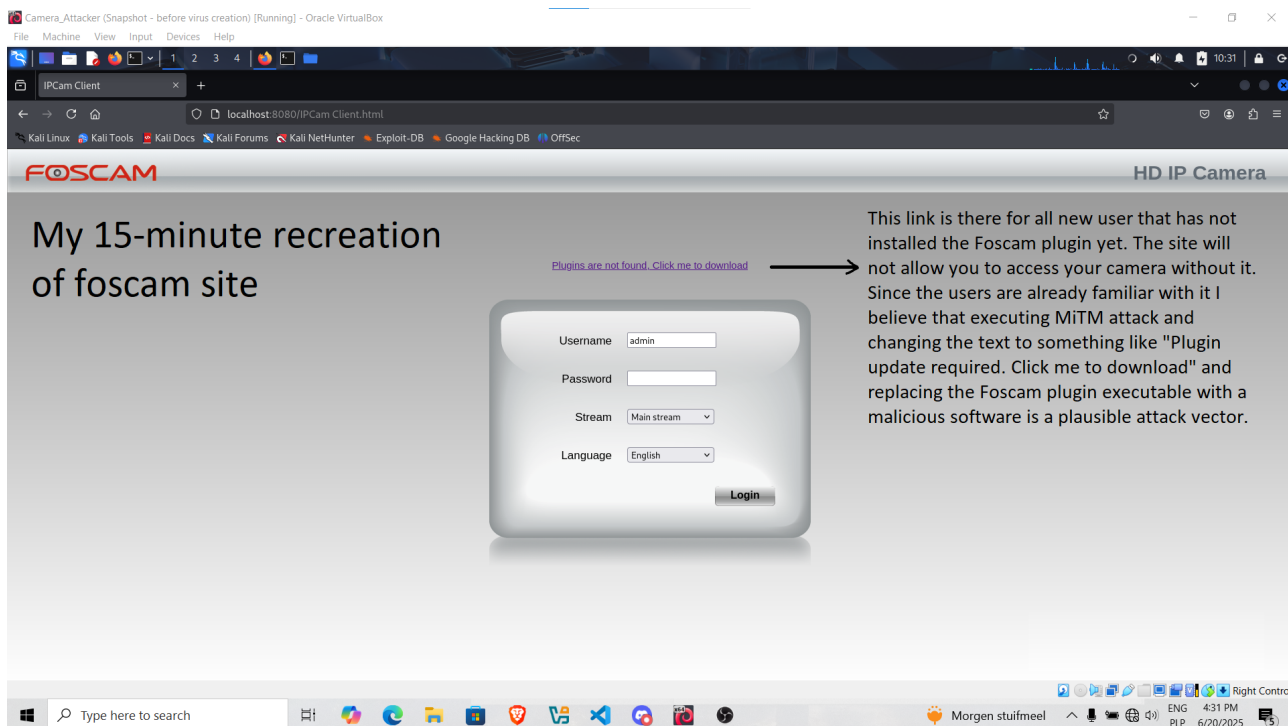 Camera_Attacker (Snapshot - before virus creation) [Running] - Oracle VirtualBox
File Machine View Input Devices Help
1 2 3 4
10:31
IPCam Client
localhost:8080/IPCam Client.html
Kali Linux Kali Tools Kali Docs Kali Forums Kali NetHunter Exploit-DB Google Hacking DB OffSec
FOSCAM
HD IP Camera
My 15-minute recreation
of foscam site
Plugins are not found, Click me to download
This link is there for all new user that has not
installed the Foscam plugin yet. The site will
not allow you to access your camera without it.
Since the users are already familiar with it I
believe that executing MiTM attack and
changing the text to something like "Plugin
update required. Click me to download" and
replacing the Foscam plugin executable with a
malicious software is a plausible attack vector.
Username admin
Password
Stream Main stream
Language English
Login
Right Contro
Type here to search
Morgen stuifmeel
ENG
PLP
4:31 PM
6/20/2025